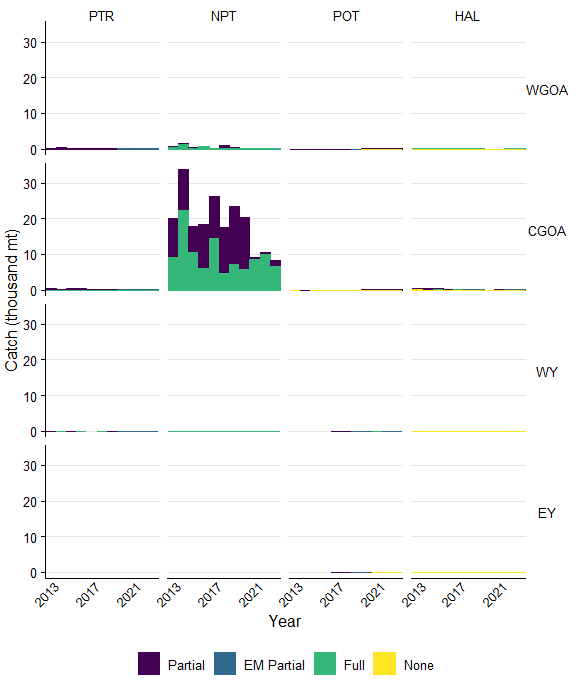 PTR NPT POT HAL
30
20
10
0
WGOA
30
20
10
0
CGOA
30
20
10
0
WY
30
20
10
0
EY
Catch (thousand mt)
2013 2017 2021 2013 2017 2021 2013 2017 2021 2013 2017 2021
Year
Partial EM Partial Full None